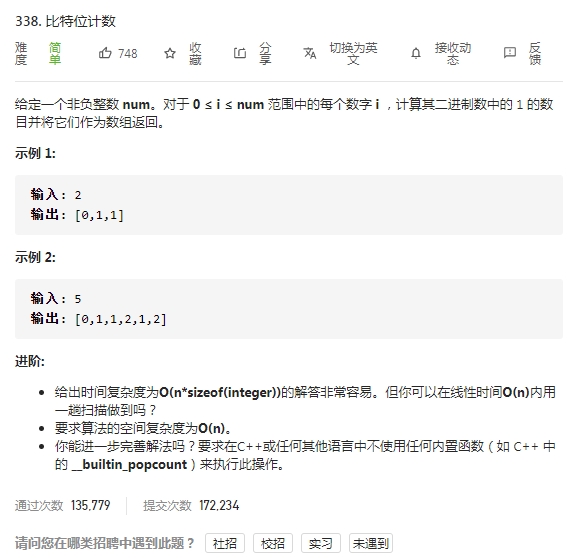 338. 比特位计数
难度 简单 748 收藏 分享 切换为英文 接收动态 反馈
给定一个非负整数 num。对于 0 ≤ i ≤ num 范围中的每个数字 i ，计算其二进制数中的 1 的数
目并将它们作为数组返回。
示例 1:
输入: 2
输出: [0,1,1]
示例 2:
输入: 5
输出: [0,1,1,2,1,2]
进阶:
• 给出时间复杂度为O(n*sizeof(integer))的解答非常容易。但你可以在线性时间O(n)内用
一趟扫描做到吗？
• 要求算法的空间复杂度为O(n)。
• 你能进一步完善解法吗？要求在C++或任何其他语言中不使用任何内置函数（如 C++ 中
的 __builtin_popcount）来执行此操作。
通过次数 135,779 提交次数 172,234
请问您在哪类招聘中遇到此题？ 社招 校招 实习 未遇到